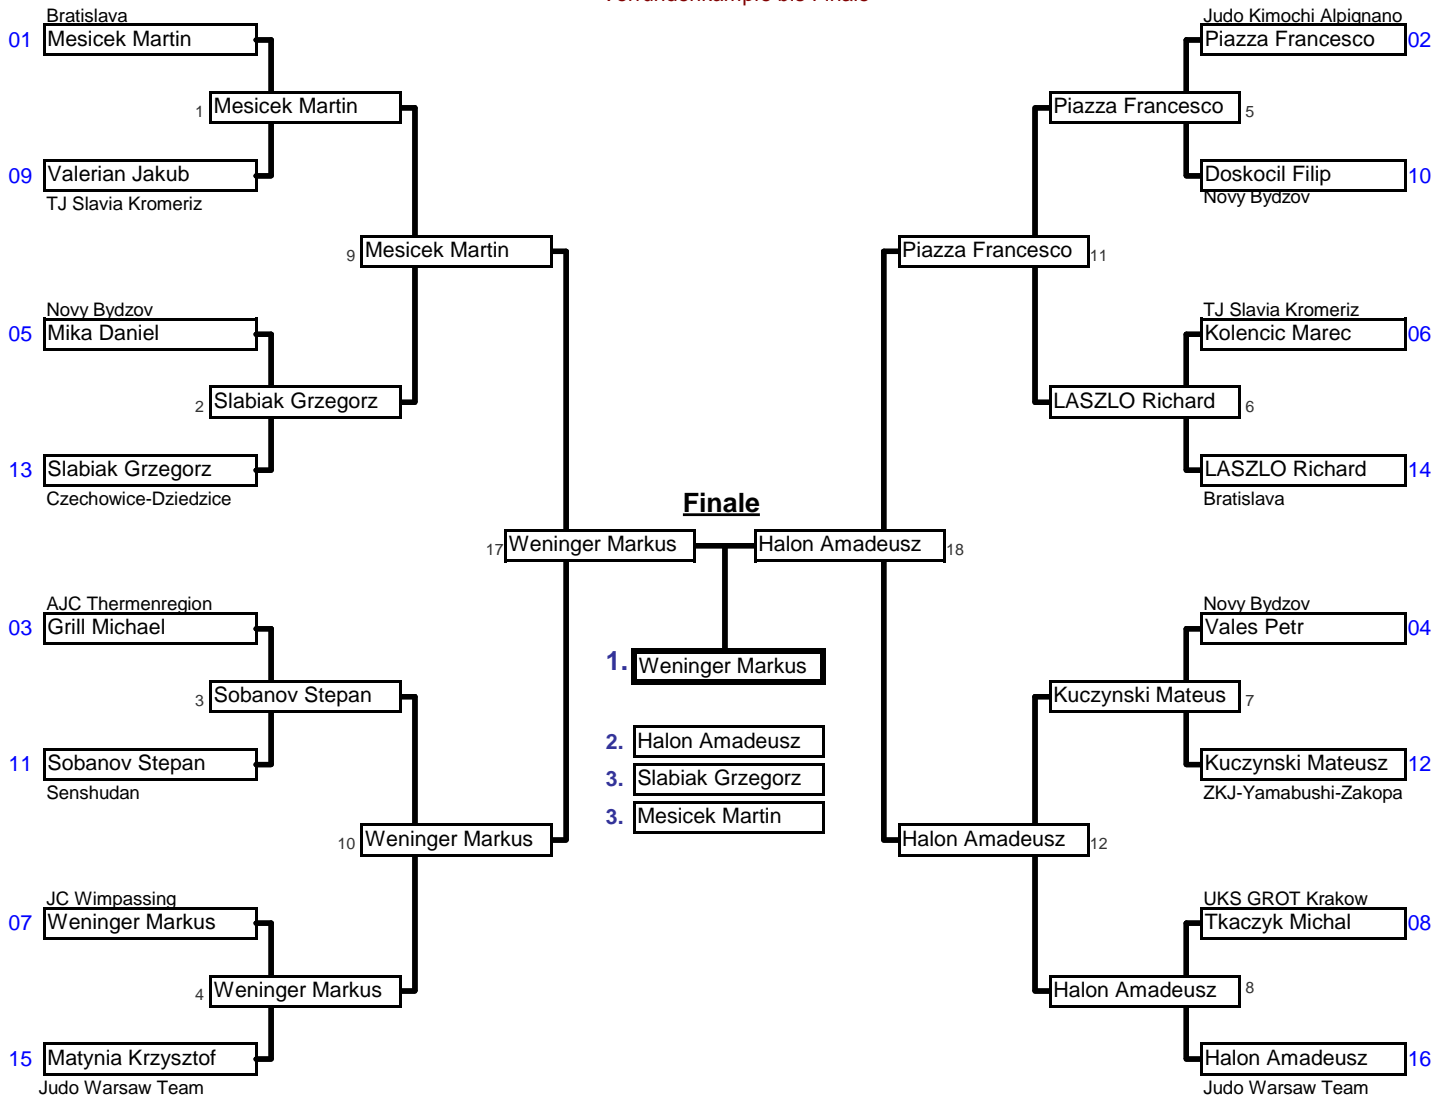 Vorrundenkämpfe bis Finale
Bratislava
01 Mesicek Martin
1 Mesicek Martin
09 Valerian Jakub
TJ Slavia Kromeriz
9 Mesicek Martin
Novy Bydzov
05 Mika Daniel
2 Slabiak Grzegorz
13 Slabiak Grzegorz
Czechowice-Dziedzice
17 Weninger Markus
AJC Thermenregion
03 Grill Michael
3 Sobanov Stepan
11 Sobanov Stepan
Senshudan
10 Weninger Markus
JC Wimpassing
07 Weninger Markus
4 Weninger Markus
15 Matynia Krzysztof
Judo Warsaw Team
Finale
1. Weninger Markus
2. Halon Amadeusz
3. Slabiak Grzegorz
3. Mesicek Martin
Judo Kimochi Alpignano
Piazza Francesco 02
Piazza Francesco 5
Doskocil Filip 10
Novy Bydzov
Piazza Francesco 11
TJ Slavia Kromeriz
Kolencic Marec 06
LASZLO Richard 6
LASZLO Richard 14
Bratislava
Halon Amadeusz 18
Novy Bydzov
Vales Petr 04
Kuczynski Mateus 7
Kuczynski Mateusz 12
ZKJ-Yamabushi-Zakopa
Halon Amadeusz 12
UKS GROT Krakow
Tkaczyk Michal 08
Halon Amadeusz 8
Halon Amadeusz 16
Judo Warsaw Team